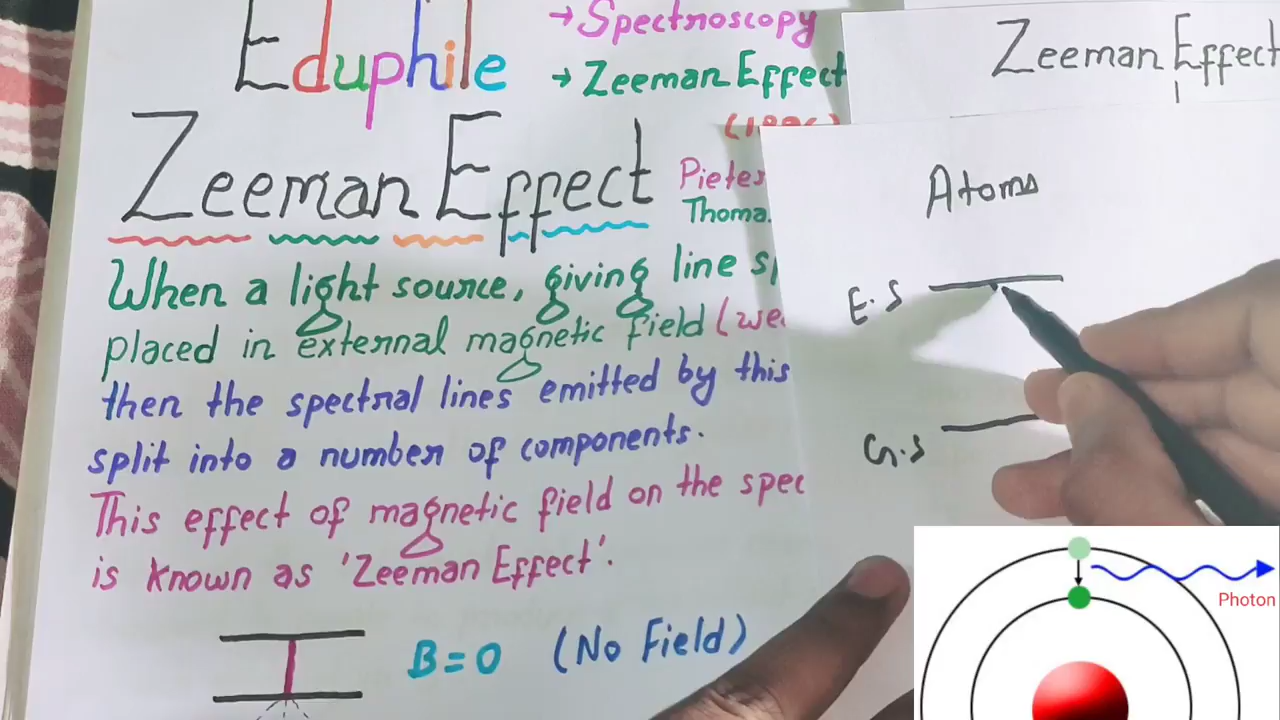 Eduphile
→ Spectroscopy
→ Zeeman Effect
Zeeman Effect
Zeeman Effect
Pieter
Thoma
When a light source, giving line
placed in external magnetic field
then the spectral lines emitted by this
split into a number of components.
This effect of magnetic field on the spec
is known as 'Zeeman Effect'.
B=0 (No Field)
Atoms
E.S
G.S
Photon